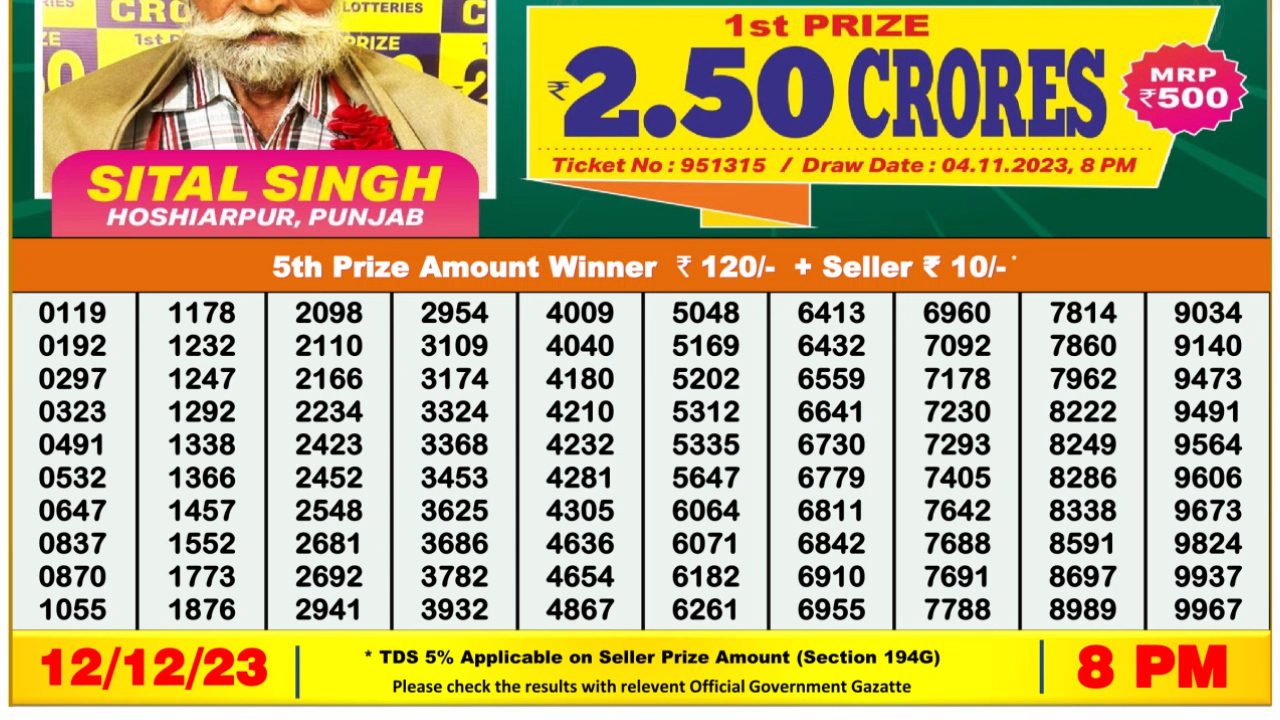 RIES
CRO
LOTTERIES
C
ZE
1st P
RIZE
1
0
0
2
1st PRIZE
₹2.50 CRORES
MRP
₹500
Ticket No : 951315 / Draw Date : 04.11.2023, 8 PM
SITAL SINGH
HOSHIARPUR, PUNJAB
5th Prize Amount Winner ₹ 120/- + Seller ₹ 10/-*
0119 1178 2098 2954 4009 5048 6413 6960 7814 9034
0192 1232 2110 3109 4040 5169 6432 7092 7860 9140
0297 1247 2166 3174 4180 5202 6559 7178 7962 9473
0323 1292 2234 3324 4210 5312 6641 7230 8222 9491
0491 1338 2423 3368 4232 5335 6730 7293 8249 9564
0532 1366 2452 3453 4281 5647 6779 7405 8286 9606
0647 1457 2548 3625 4305 6064 6811 7642 8338 9673
0837 1552 2681 3686 4636 6071 6842 7688 8591 9824
0870 1773 2692 3782 4654 6182 6910 7691 8697 9937
1055 1876 2941 3932 4867 6261 6955 7788 8989 9967
12/12/23
* TDS 5% Applicable on Seller Prize Amount (Section 194G)
Please check the results with relevent Official Government Gazatte
8 PM